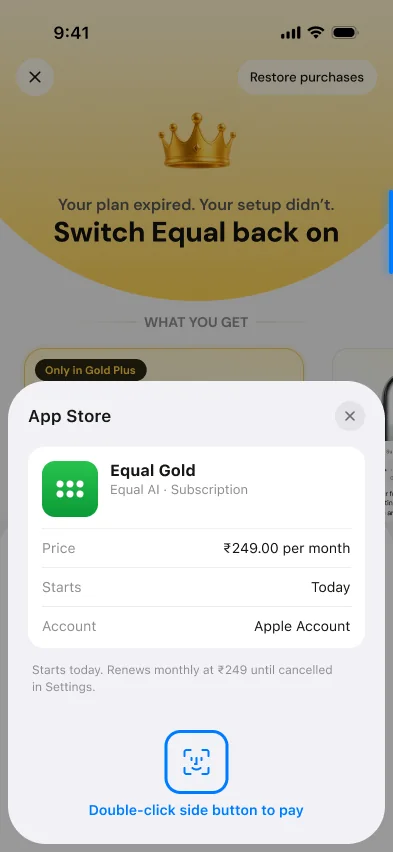 9:41
Restore purchases
Your plan expired. Your setup didn’t.
Switch Equal back on
WHAT YOU GET
Only in Gold Plus
App Store
Equal Gold
Equal AI · Subscription
Price
₹249.00 per month
Starts
Today
Account
Apple Account
Starts today. Renews monthly at ₹249 until cancelled
in Settings.
Double-click side button to pay